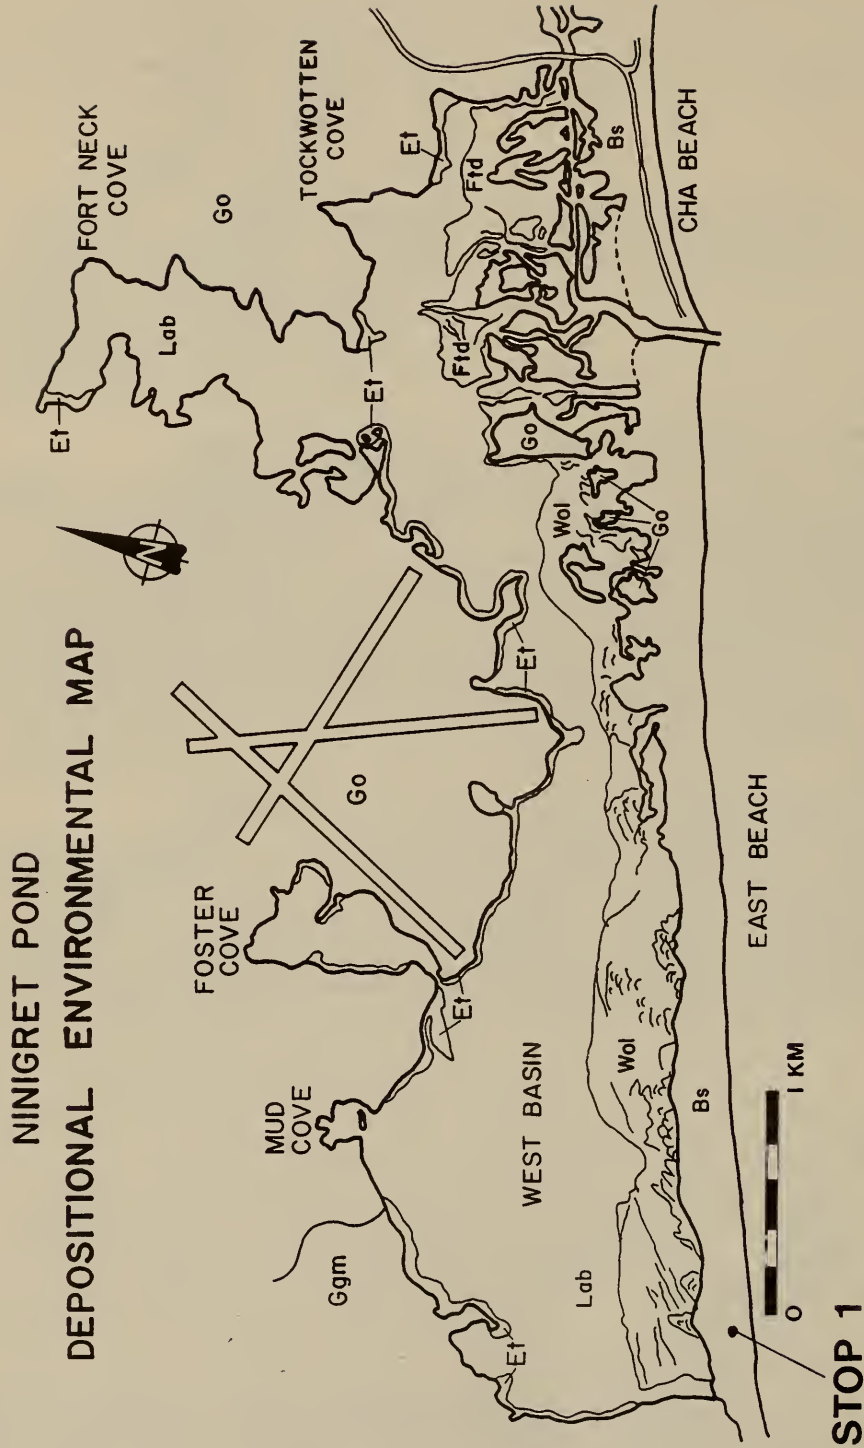 NINIGRET POND
DEPOSITIONAL ENVIRONMENTAL MAP
FORT NECK
COVE
Go
TOCKWOTTEN
COVE
Et
Lab
Et
Et
Ftd
Ftd
Bs
CHA BEACH
N
Go
Wol
Go
Et
Go
FOSTER
COVE
Et
MUD
COVE
Ggm
WEST BASIN
Wol
EAST BEACH
Lab
Et
Bs
0
1 KM
STOP 1